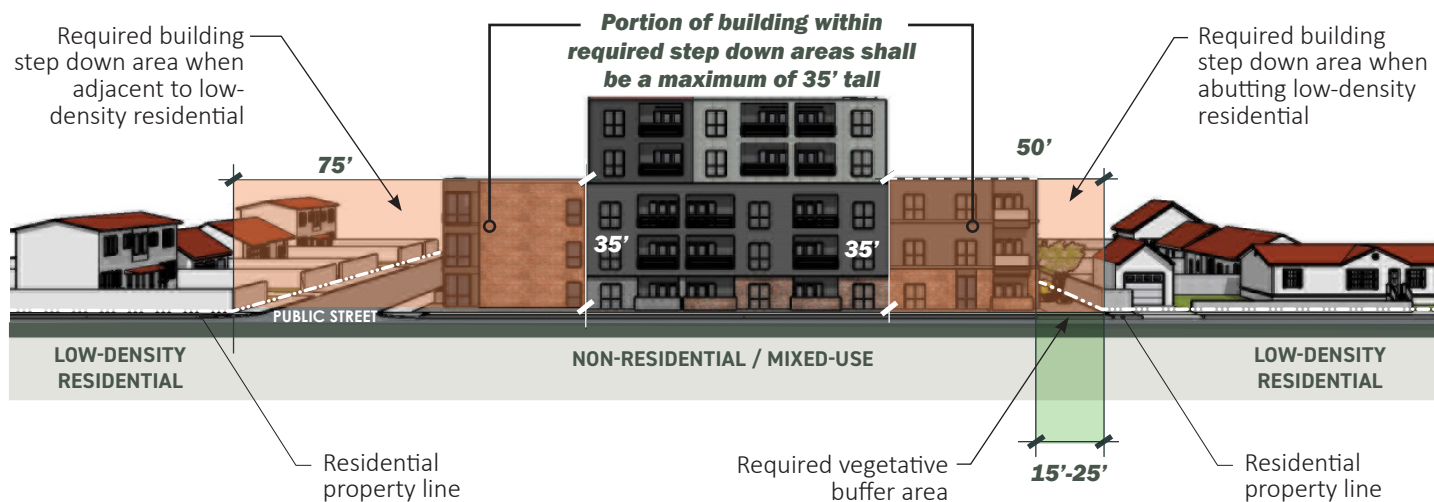 Required building
step down area when
adjacent to low-
density residential
Portion of building within
required step down areas shall
be a maximum of 35’ tall
Required building
step down area when
abutting low-density
residential
75’
50’
35’
35’
PUBLIC STREET
LOW-DENSITY
RESIDENTIAL
NON-RESIDENTIAL / MIXED-USE
LOW-DENSITY
RESIDENTIAL
Residential
property line
Required vegetative
buffer area
15’-25’
Residential
property line